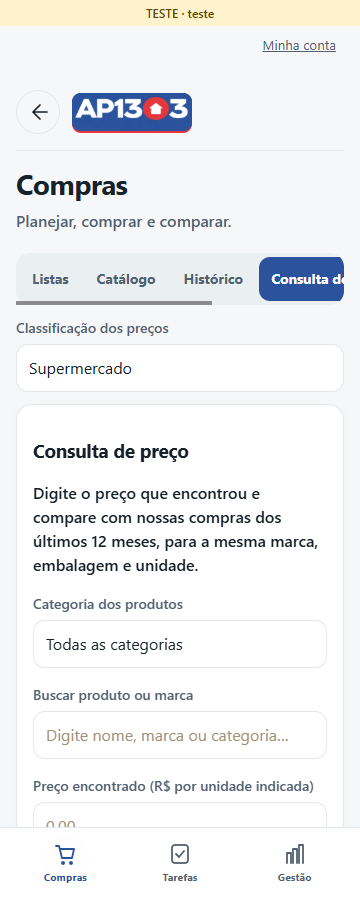 TESTE · teste
Minha conta
AP1303
Compras
Planejar, comprar e comparar.
Listas Catálogo Histórico Consulta de
Classificação dos preços
Supermercado
Consulta de preço
Digite o preço que encontrou e
compare com nossas compras dos
últimos 12 meses, para a mesma marca,
embalagem e unidade.
Categoria dos produtos
Todas as categorias
Buscar produto ou marca
Digite nome, marca ou categoria...
Preço encontrado (R$ por unidade indicada)
0,00
Compras Tarefas Gestão